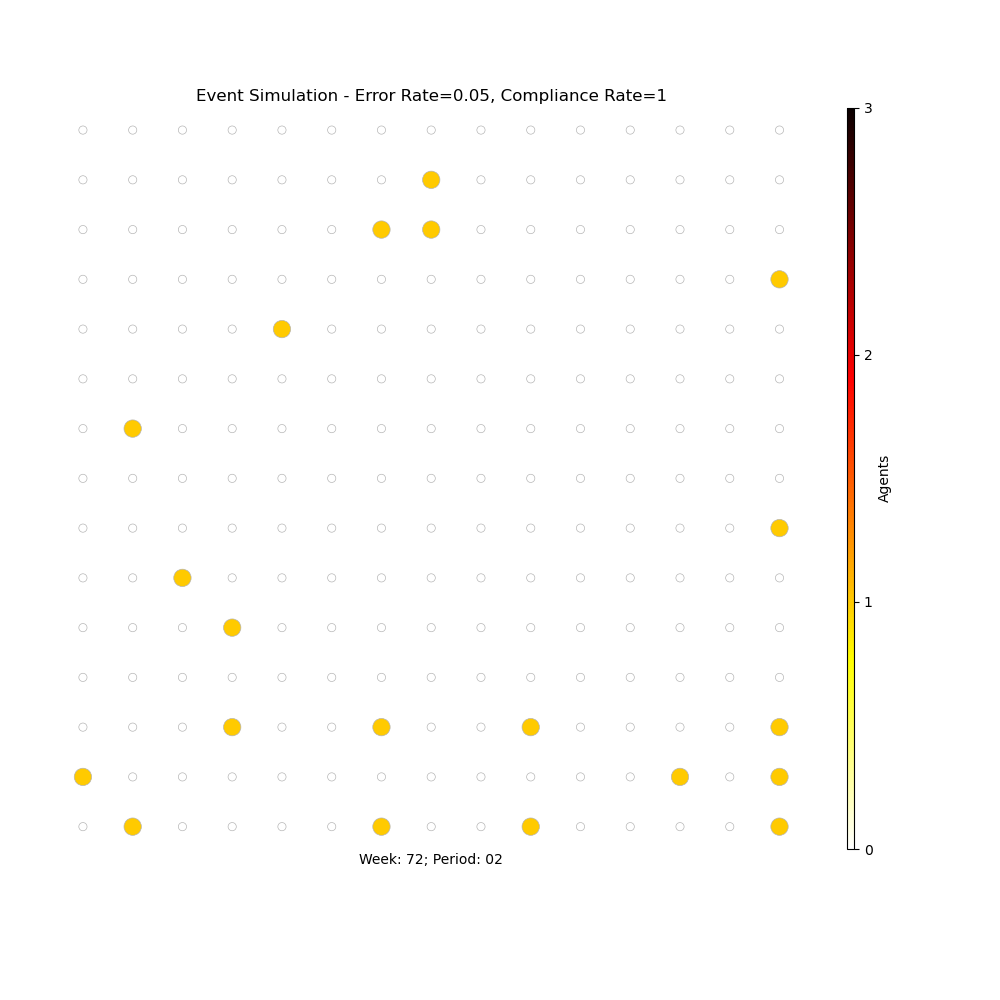 Event Simulation - Error Rate=0.05, Compliance Rate=1
3
2
Agents
1
0
Week: 72; Period: 02